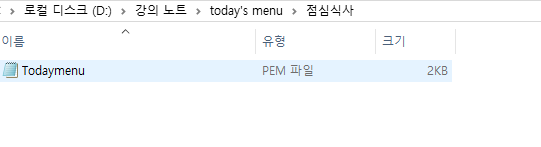 로컬 디스크 (D:) > 강의 노트 > today's menu > 점심식사
이름 유형 크기
Todaymenu PEM 파일 2KB